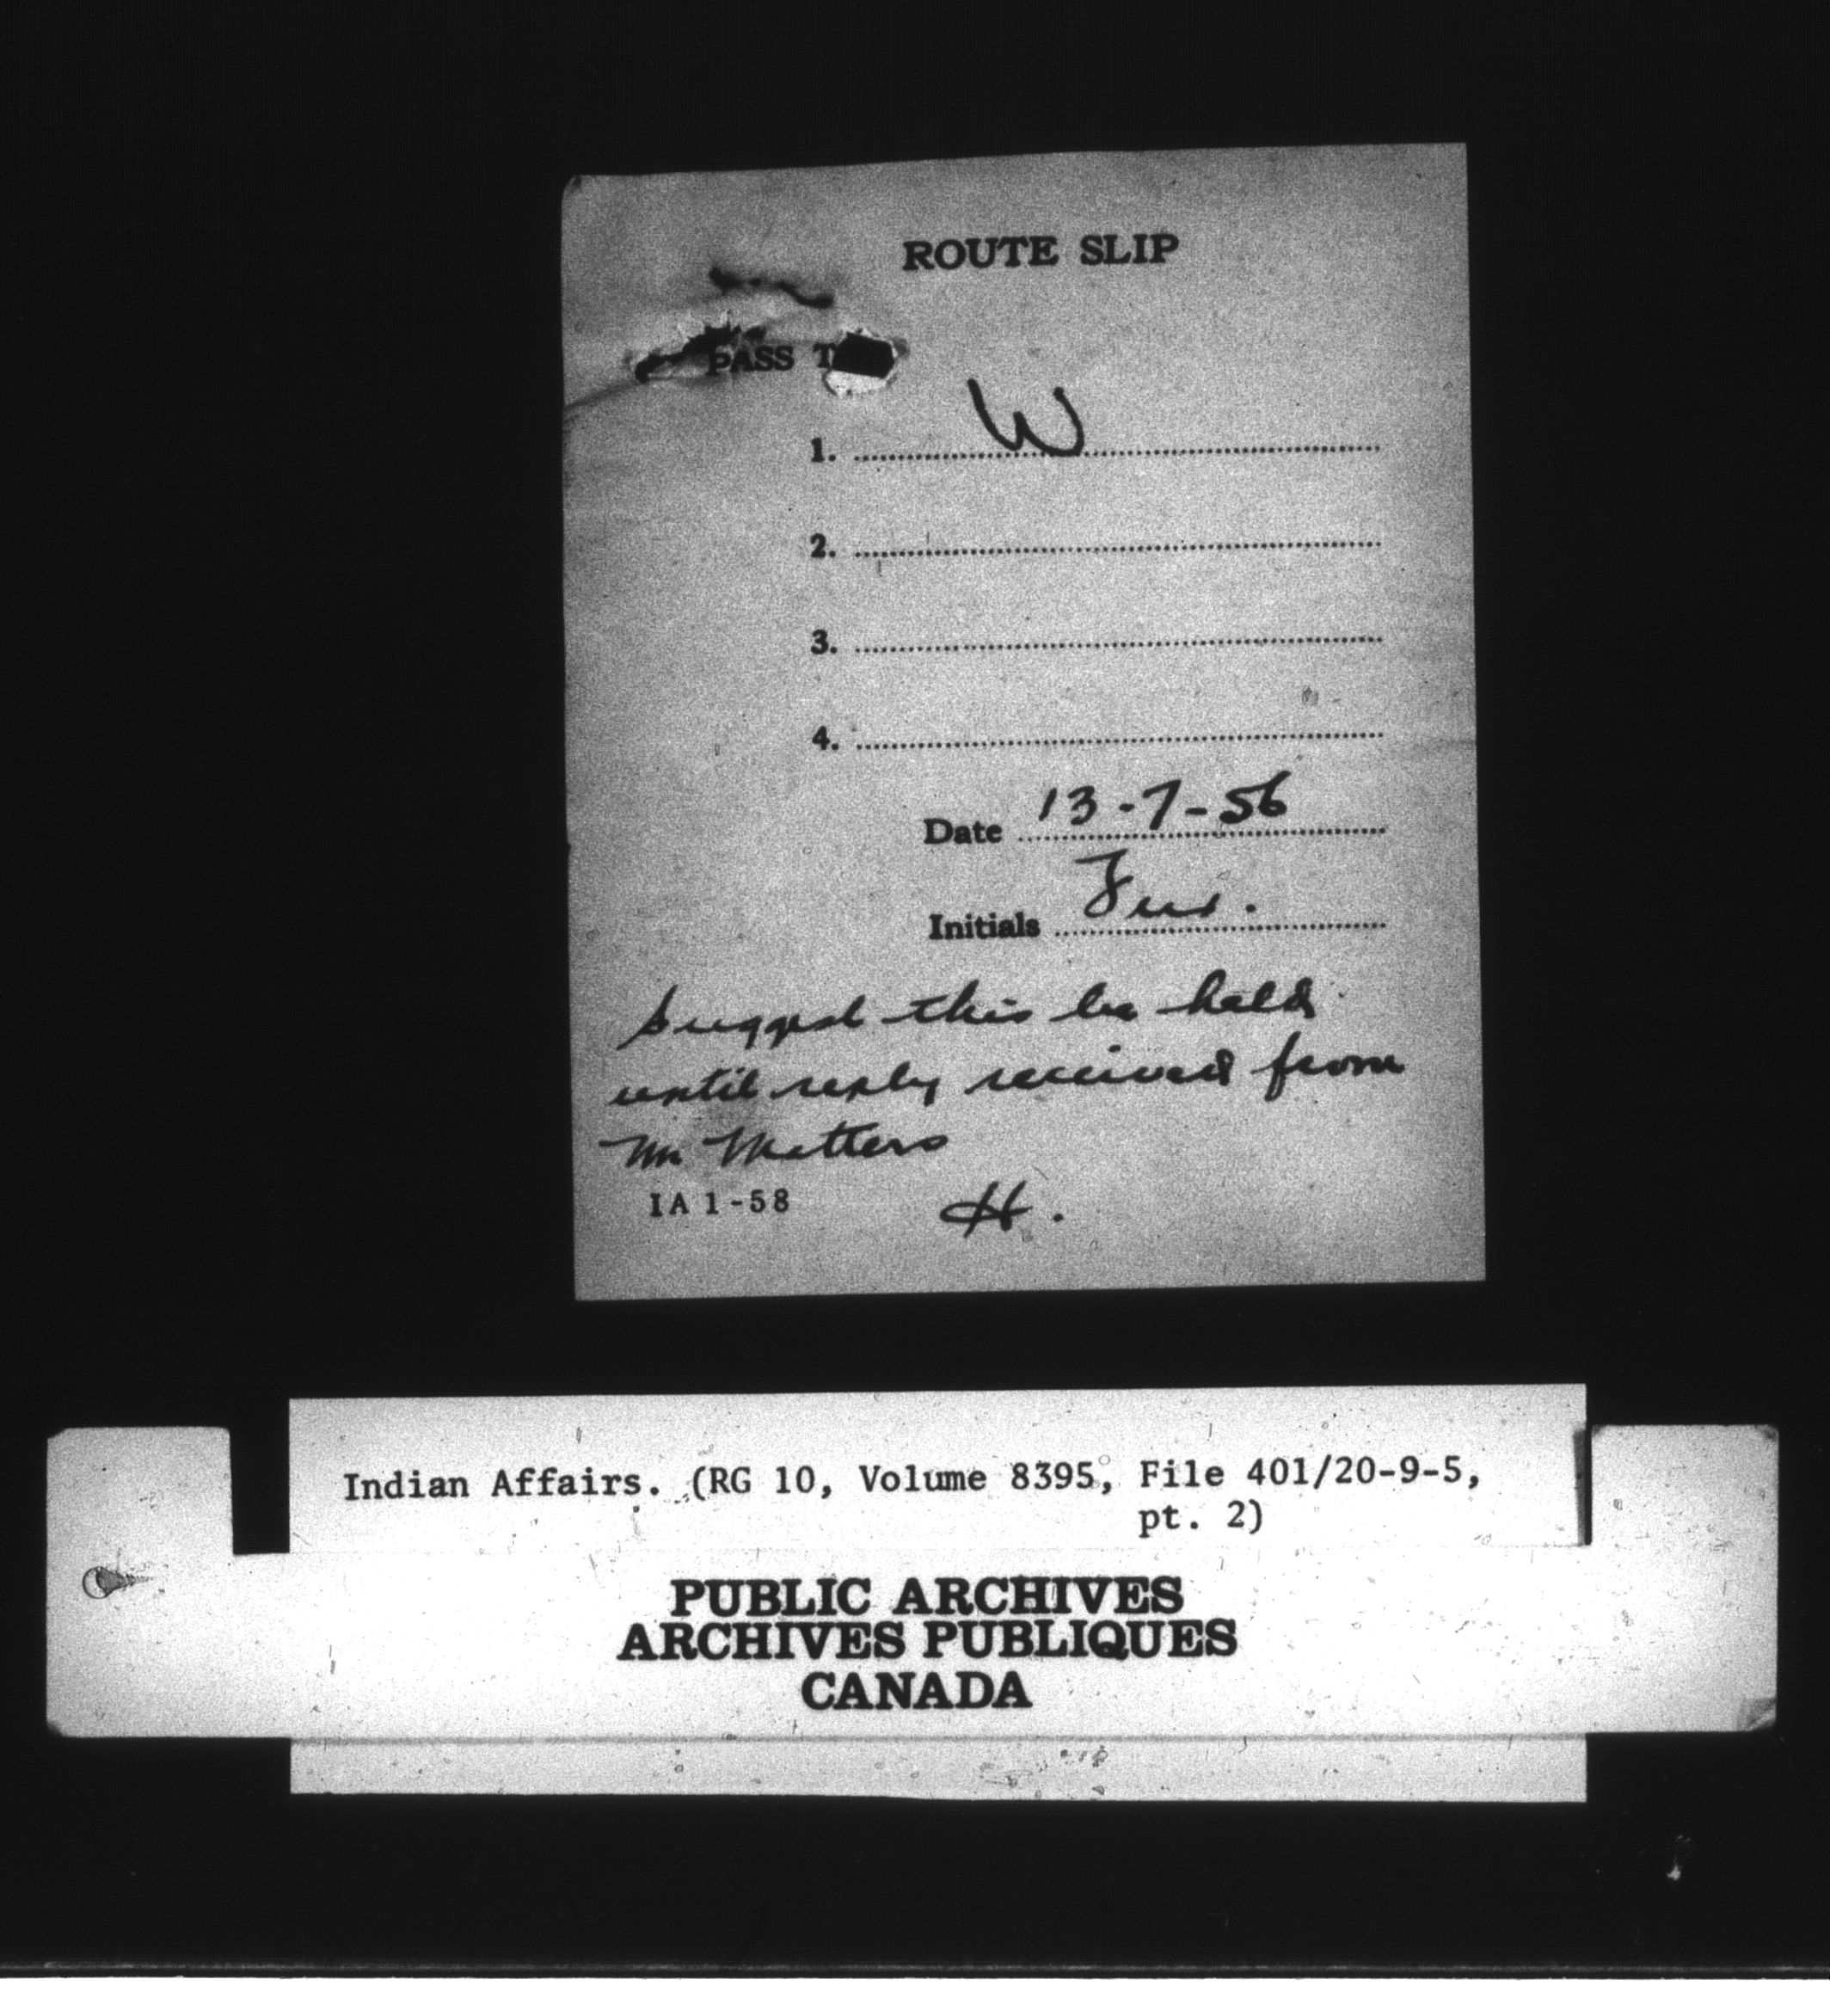 ROUTE SLIP
PASS T
1. W
2.
3.
4.
Date 13-7-56
Initials
Suggest this be held
until reply received from
Mr Matters
IA 1-58 H.
Indian Affairs. (RG 10, Volume 8395, File 401/20-9-5,
pt. 2)
PUBLIC ARCHIVES
ARCHIVES PUBLIQUES
CANADA